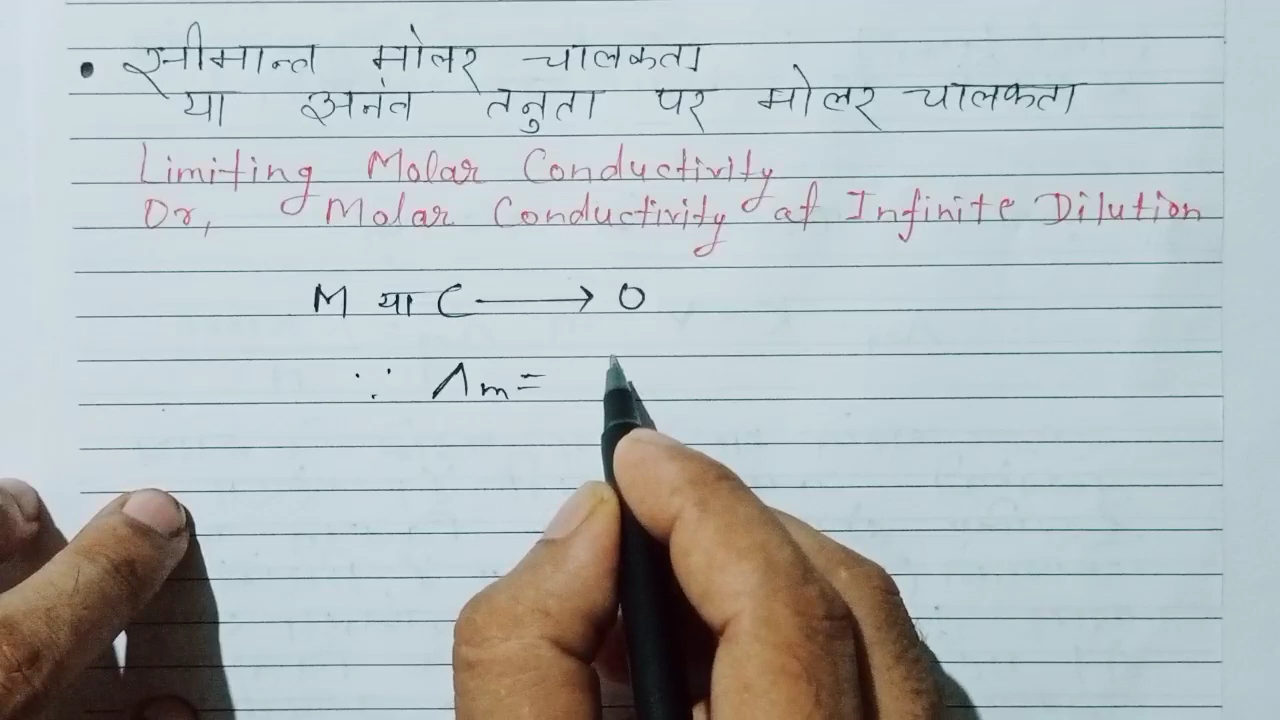 • सीमान्त मोलर चालकता
या अनंत तनुता पर मोलर चालकता
Limiting Molar Conductivity
Or, Molar Conductivity at Infinite Dilution
M या C ⟶ 0
∵ Λm =